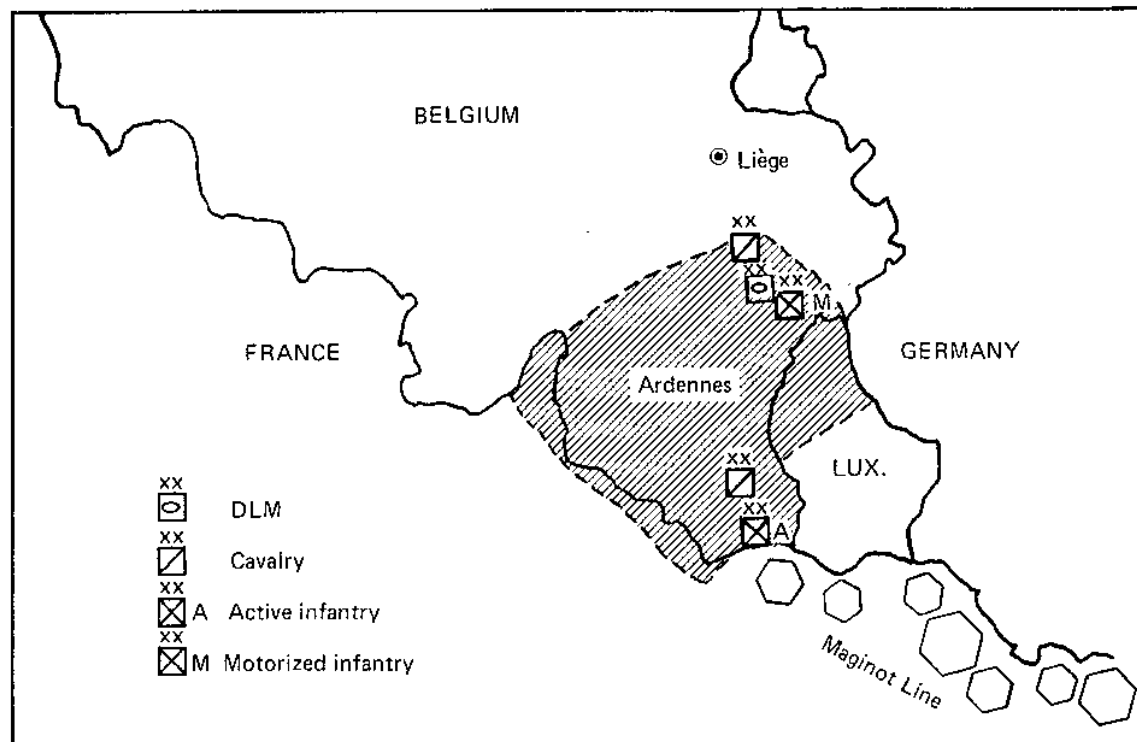 BELGIUM
Liège
XX
XX
XX
M
FRANCE
GERMANY
Ardennes
XX
LUX.
XX
A
XX
DLM
XX
Cavalry
XX
A Active infantry
XX
M Motorized infantry
Maginot Line